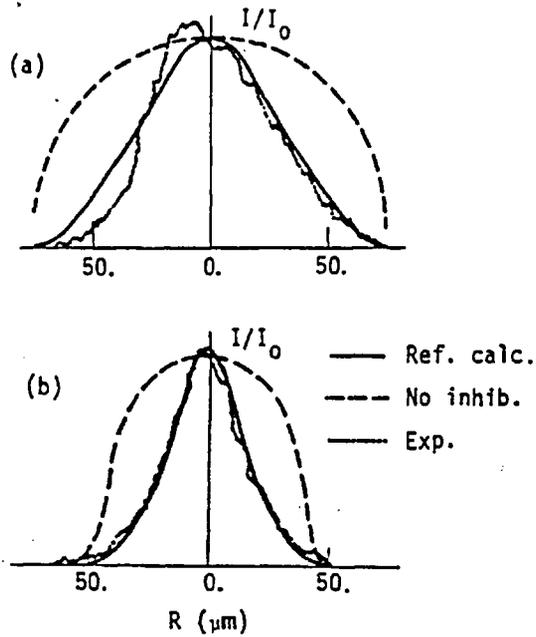 I/I₀
(a)
50. 0. 50.
I/I₀
(b)
Ref. calc.
No inhib.
Exp.
50. 0. 50.
R (μm)